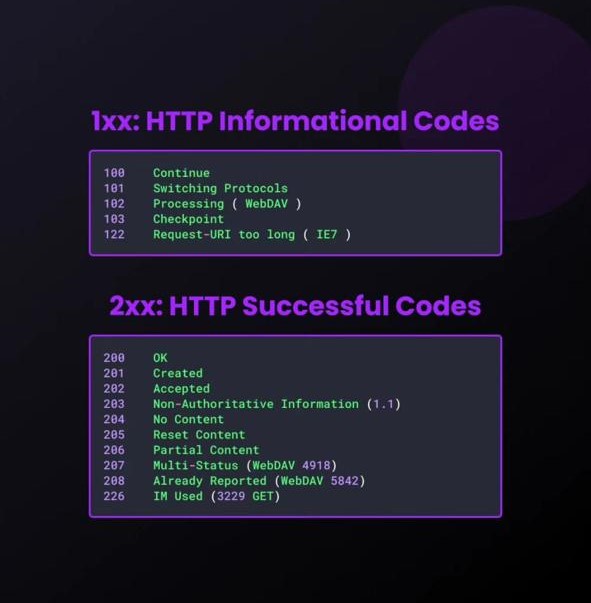 1xx: HTTP Informational Codes
100 Continue
101 Switching Protocols
102 Processing ( WebDAV )
103 Checkpoint
122 Request-URI too long ( IE7 )
2xx: HTTP Successful Codes
200 OK
201 Created
202 Accepted
203 Non-Authoritative Information (1.1)
204 No Content
205 Reset Content
206 Partial Content
207 Multi-Status (WebDAV 4918)
208 Already Reported (WebDAV 5842)
226 IM Used (3229 GET)